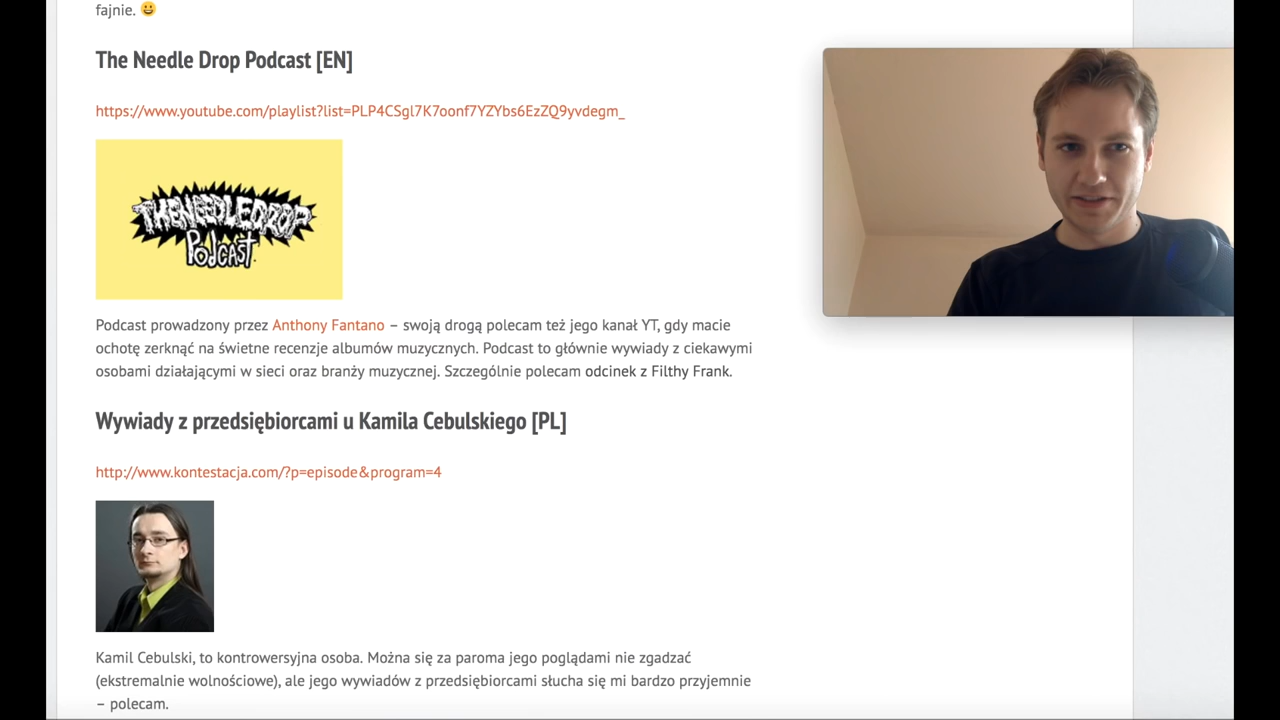 fajnie. 😀
The Needle Drop Podcast [EN]
https://www.youtube.com/playlist?list=PLP4CSgl7K7oonf7YZYbs6EzZQ9yvdegm_
THENEEDLEDROP
PodCAST.
Podcast prowadzony przez Anthony Fantano – swoją drogą polecam też jego kanał YT, gdy macie
ochotę zerknąć na świetne recenzje albumów muzycznych. Podcast to głównie wywiady z ciekawymi
osobami działającymi w sieci oraz branży muzycznej. Szczególnie polecam odcinek z Filthy Frank.
Wywiady z przedsiębiorcami u Kamila Cebulskiego [PL]
http://www.kontestacja.com/?p=episode&program=4
Kamil Cebulski, to kontrowersyjna osoba. Można się za paroma jego poglądami nie zgadzać
(ekstremalnie wolnościowe), ale jego wywiadów z przedsiębiorcami słucha się mi bardzo przyjemnie
– polecam.